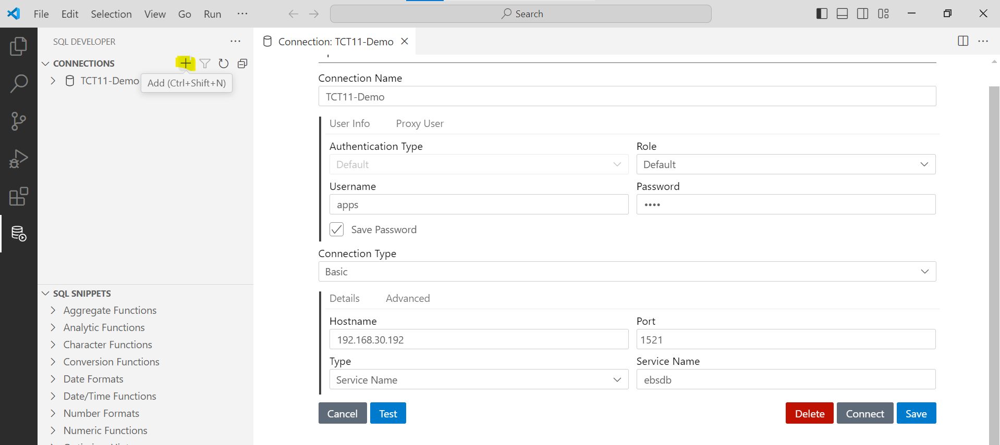 File Edit Selection View Go Run ···
Search
SQL DEVELOPER
CONNECTIONS
TCT11-Demo
Add (Ctrl+Shift+N)
SQL SNIPPETS
Aggregate Functions
Analytic Functions
Character Functions
Conversion Functions
Date Formats
Date/Time Functions
Number Formats
Numeric Functions
Connection: TCT11-Demo
Connection Name
TCT11-Demo
User Info Proxy User
Authentication Type Role
Default Default
Username Password
apps ••••
Save Password
Connection Type
Basic
Details Advanced
Hostname Port
192.168.30.192 1521
Type Service Name
Service Name ebsdb
Cancel Test Delete Connect Save